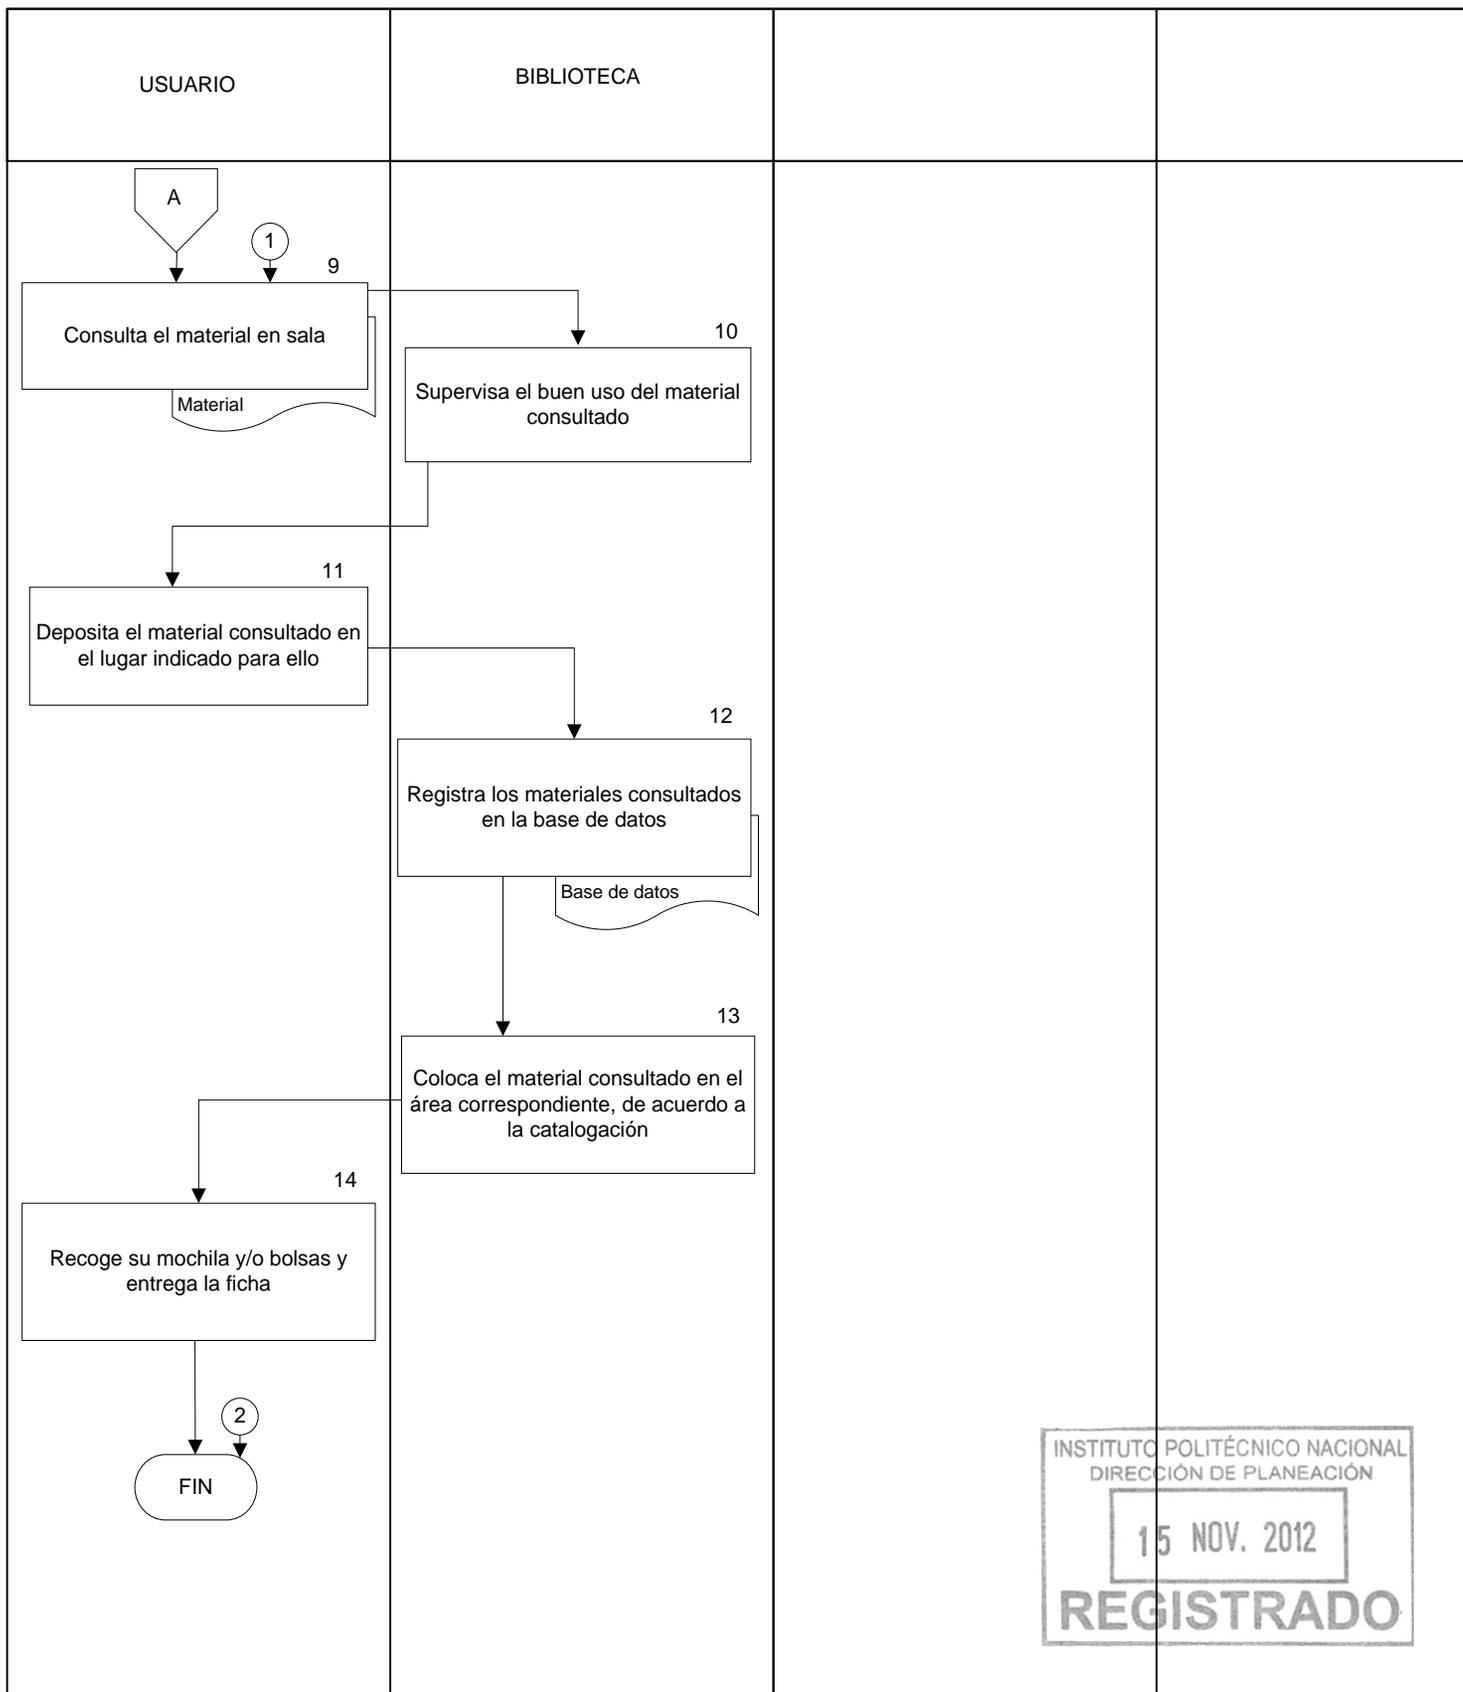 USUARIO
BIBLIOTECA
A
1
9
Consulta el material en sala
Material
10
Supervisa el buen uso del material
consultado
11
Deposita el material consultado en
el lugar indicado para ello
12
Registra los materiales consultados
en la base de datos
Base de datos
13
Coloca el material consultado en el
área correspondiente, de acuerdo a
la catalogación
14
Recoge su mochila y/o bolsas y
entrega la ficha
2
FIN
INSTITUTO POLITÉCNICO NACIONAL
DIRECCIÓN DE PLANEACIÓN
15 NOV. 2012
REGISTRADO